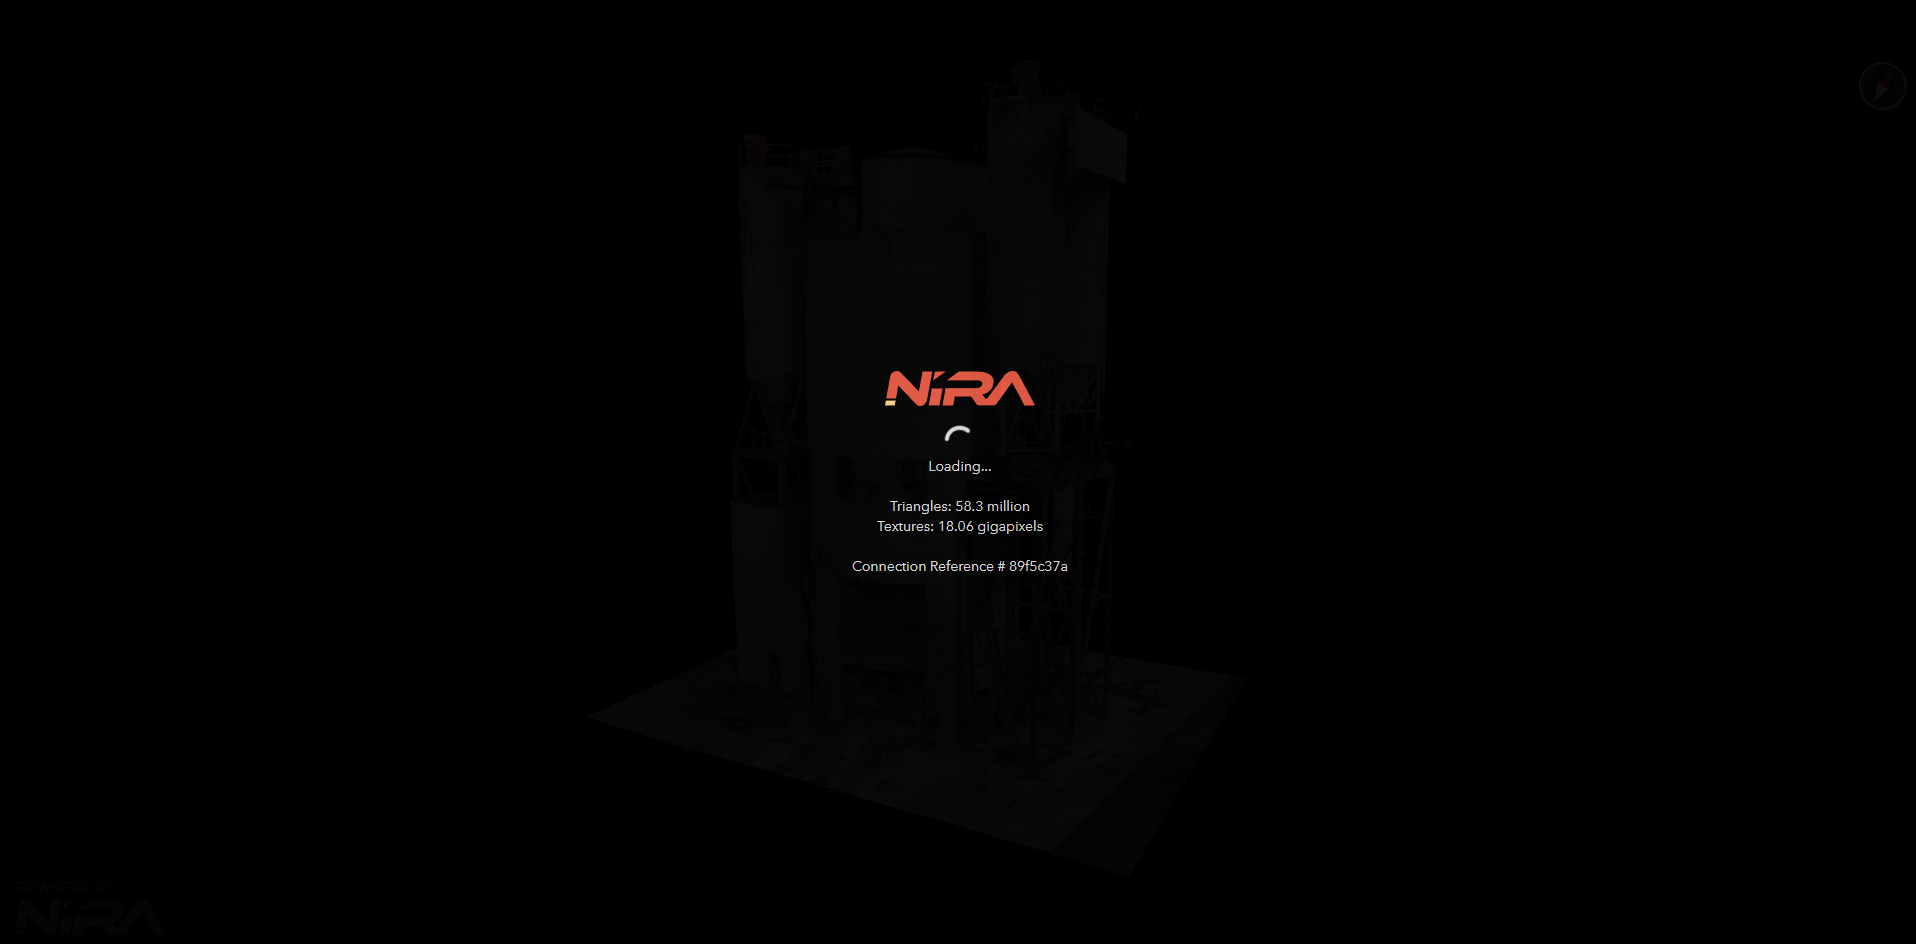 NIRA
Loading...
Triangles: 58.3 million
Textures: 18.06 gigapixels
Connection Reference # 89f5c37a
POWERED BY
NIRA